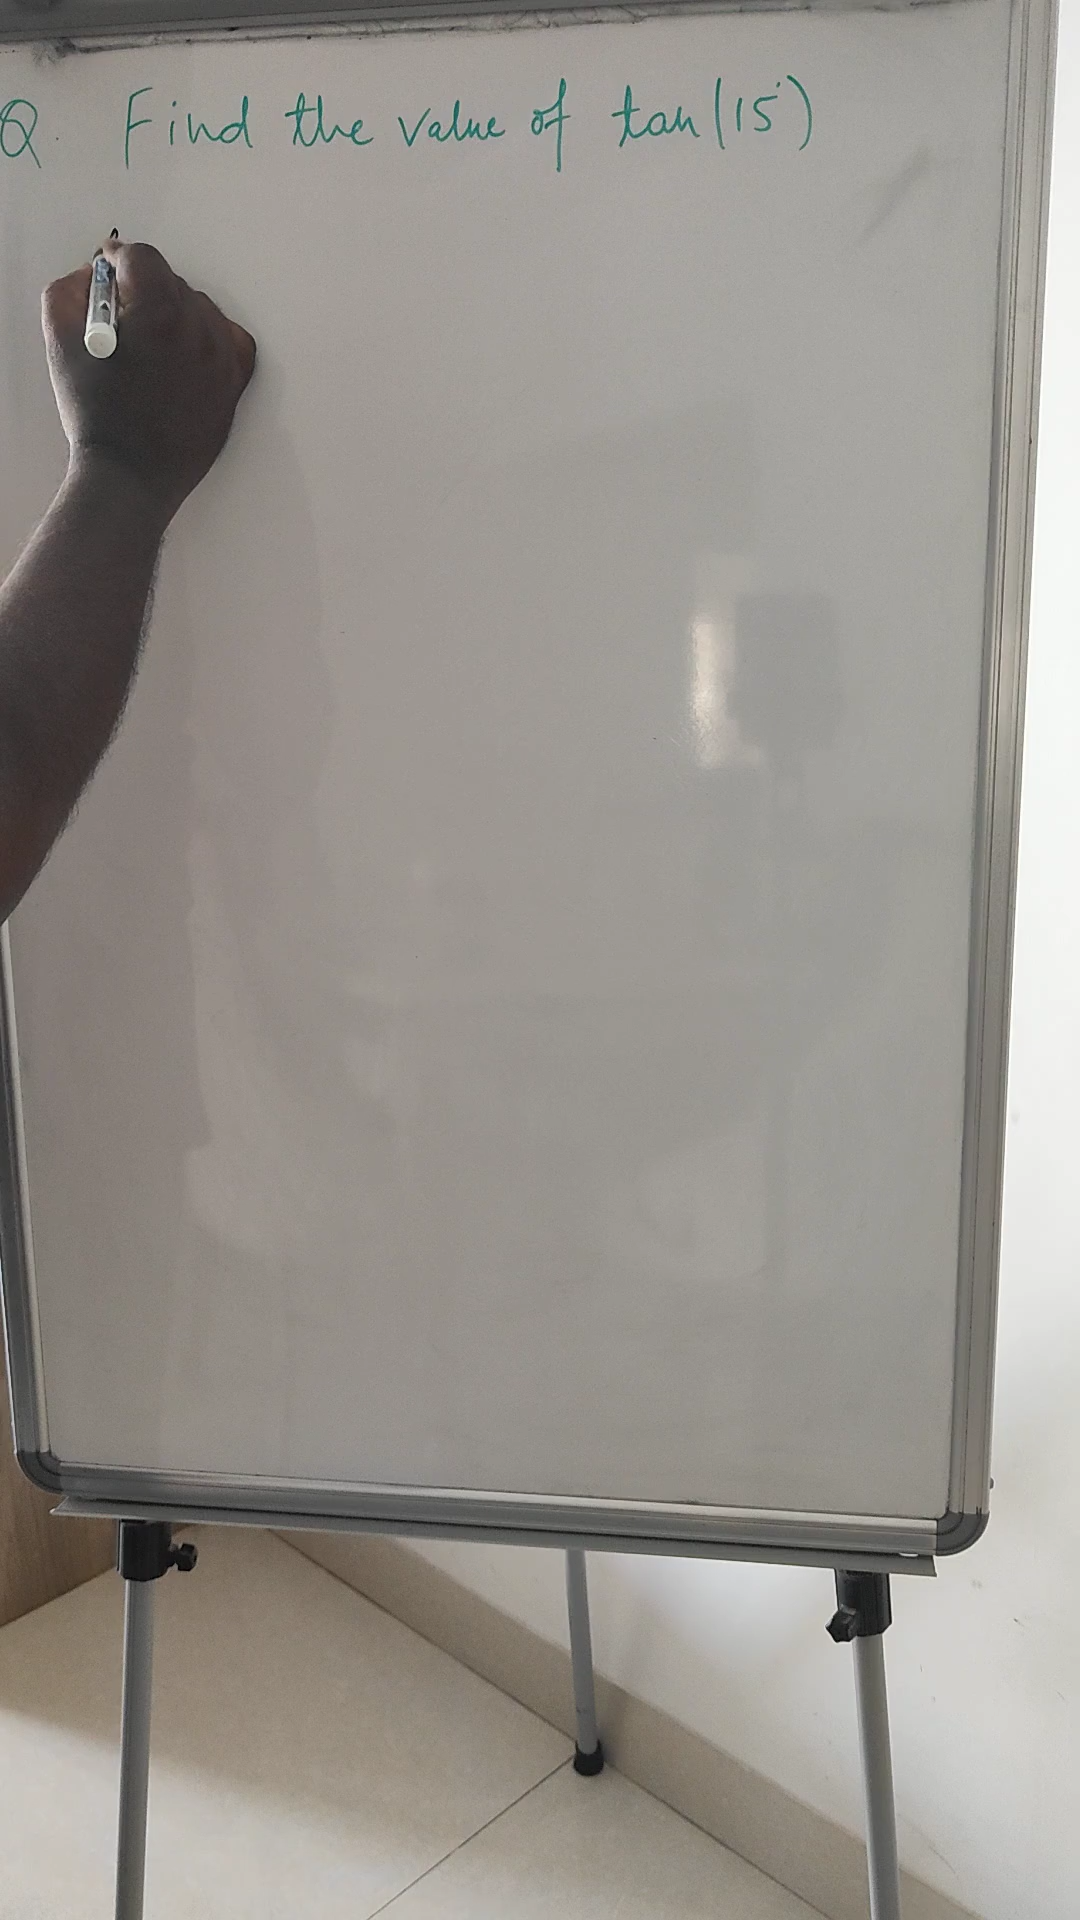 Q. Find the value of tan(15°)